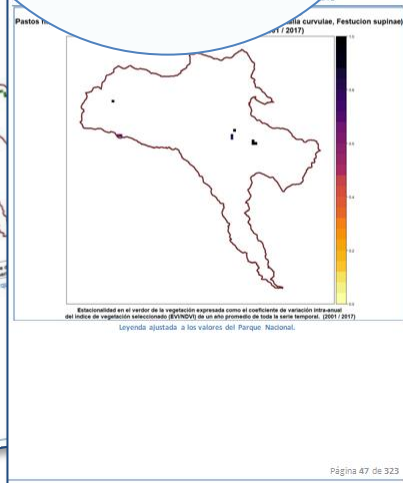 Pastos
alia curvulae, Festucion supinae)
/ 2017)
Estacionalidad en el verdor de la vegetación expresada como el coeficiente de variación intra-anual
del índice de vegetación seleccionado (EVI/NDVI) de un año promedio de toda la serie temporal. (2001 / 2017)
Leyenda ajustada a los valores del Parque Nacional.
Página 47 de 323